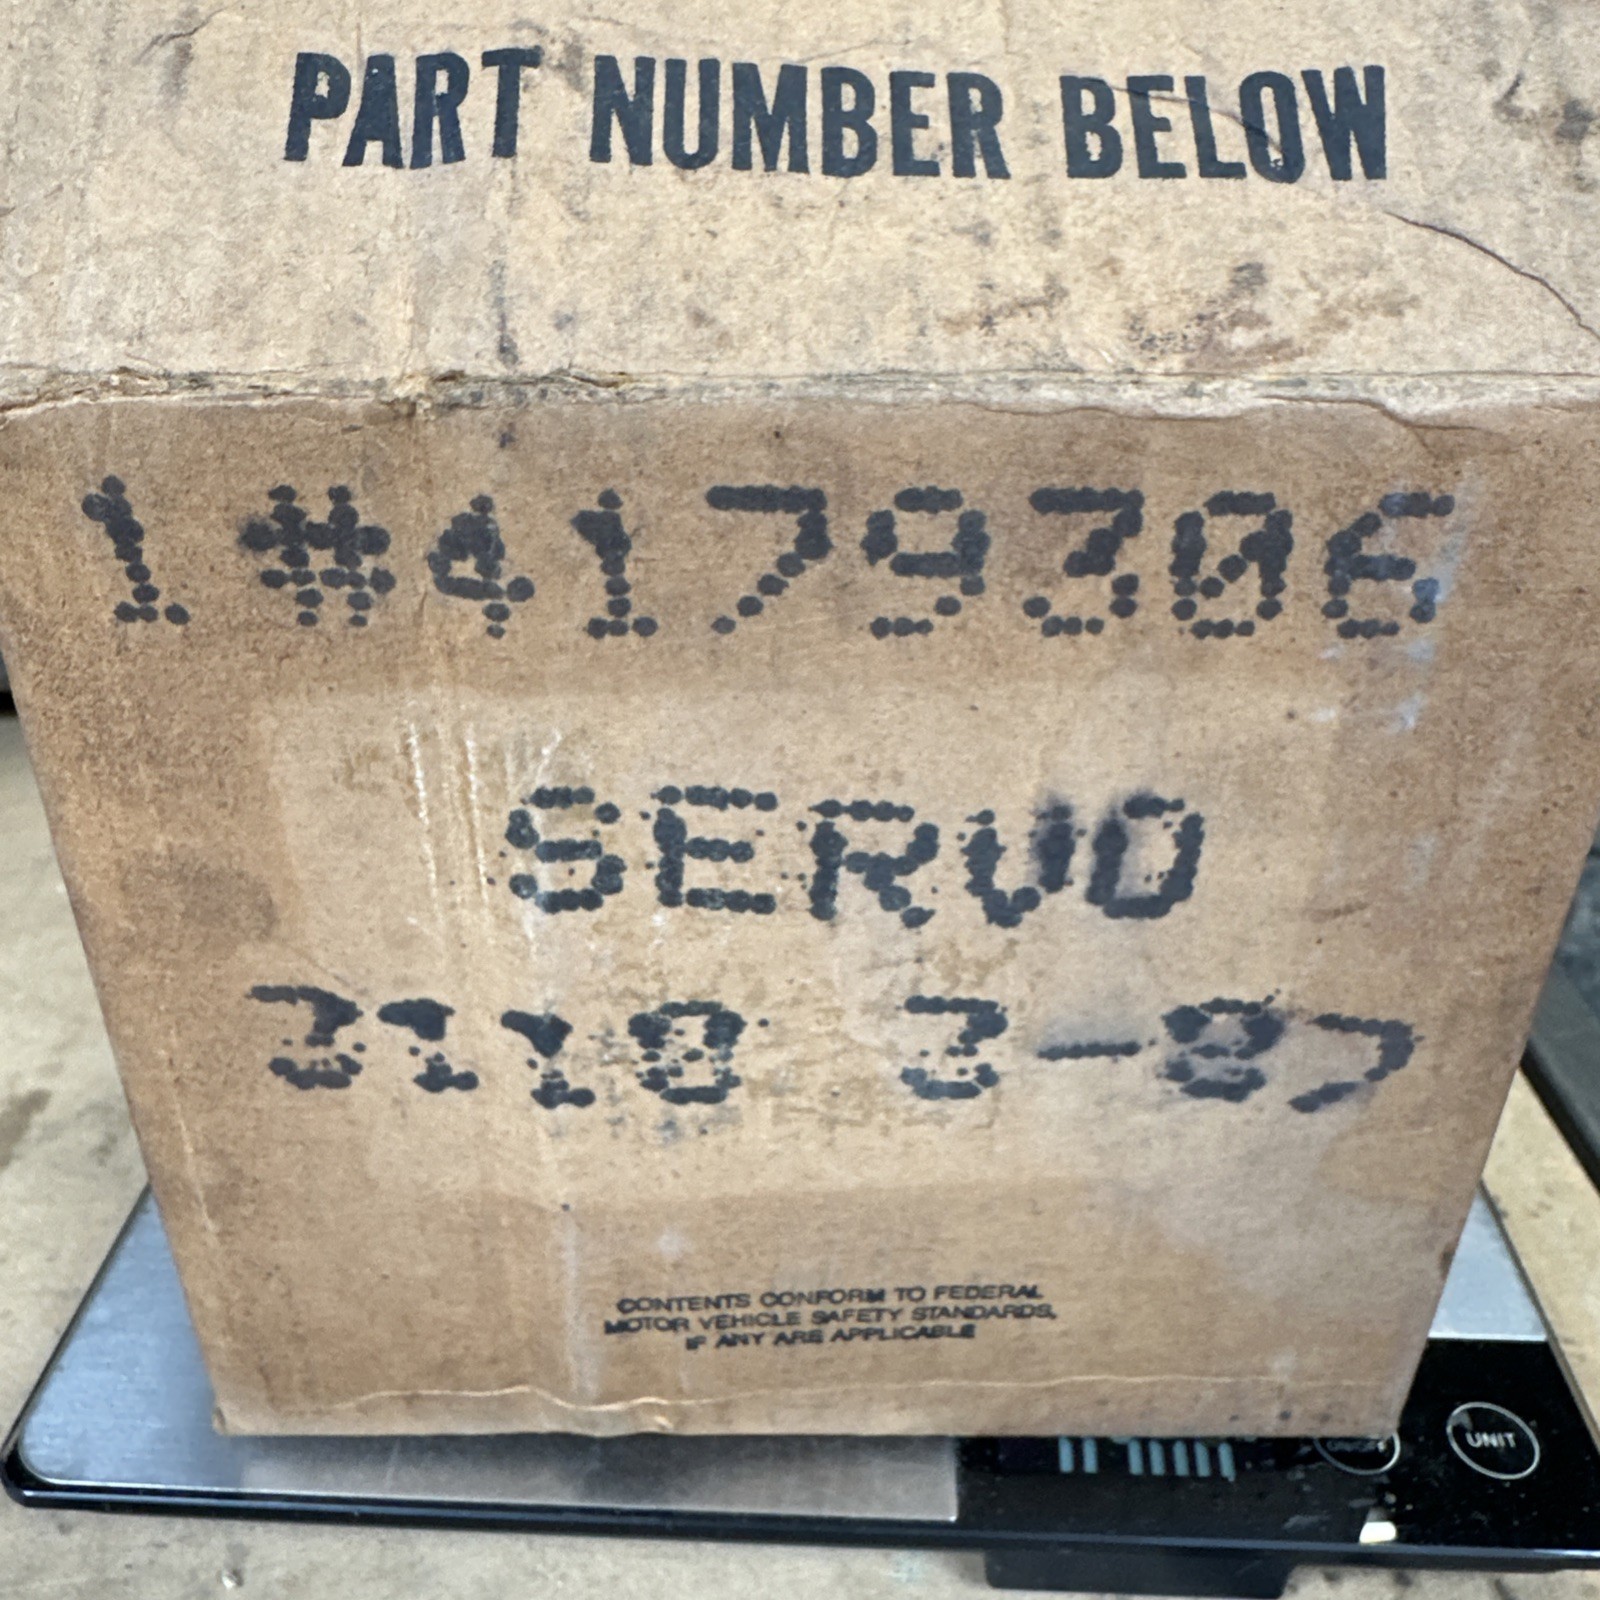 PART NUMBER BELOW
1 #4179306
SERVO
3110 3-87
CONTENTS CONFORM TO FEDERAL
MOTOR VEHICLE SAFETY STANDARDS,
IF ANY ARE APPLICABLE
UNIT